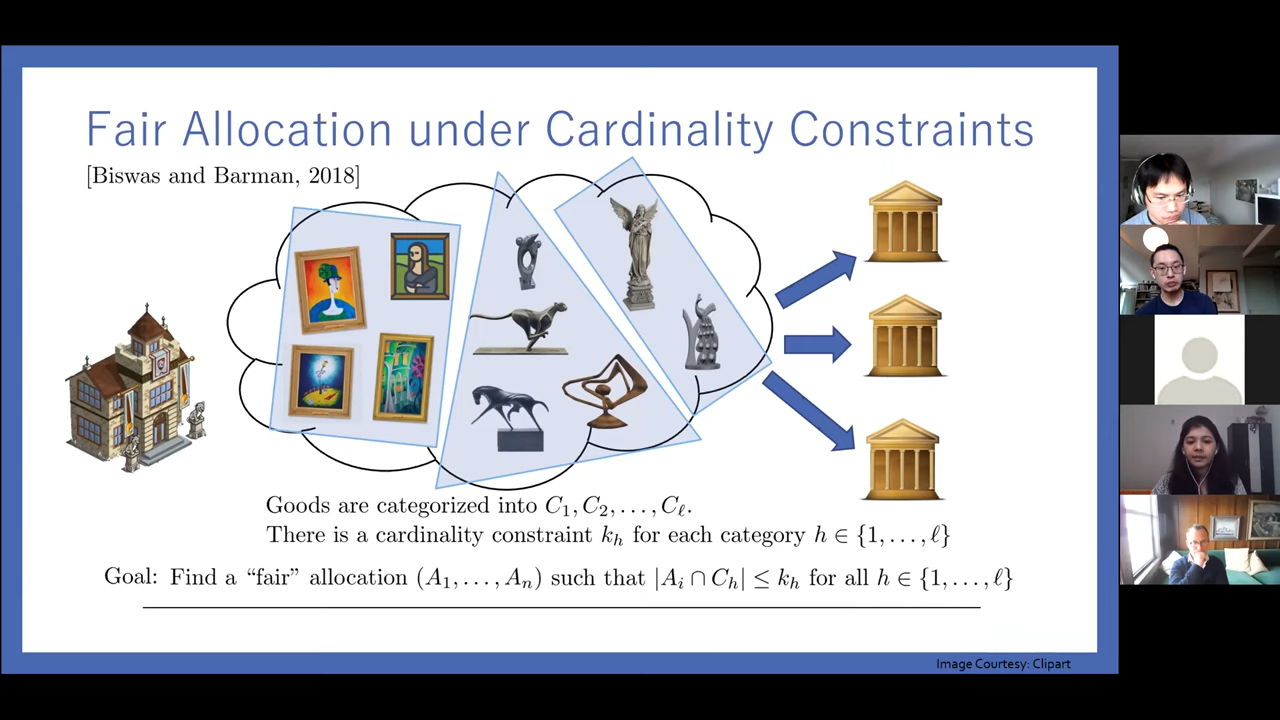 Fair Allocation under Cardinality Constraints
[Biswas and Barman, 2018]
Goods are categorized into C₁, C₂, . . . , Cℓ.
There is a cardinality constraint kₕ for each category h ∈ {1, . . . , ℓ}
Goal: Find a “fair” allocation (A₁, . . . , Aₙ) such that |Aᵢ ∩ Cₕ| ≤ kₕ for all h ∈ {1, . . . , ℓ}
Image Courtesy: Clipart